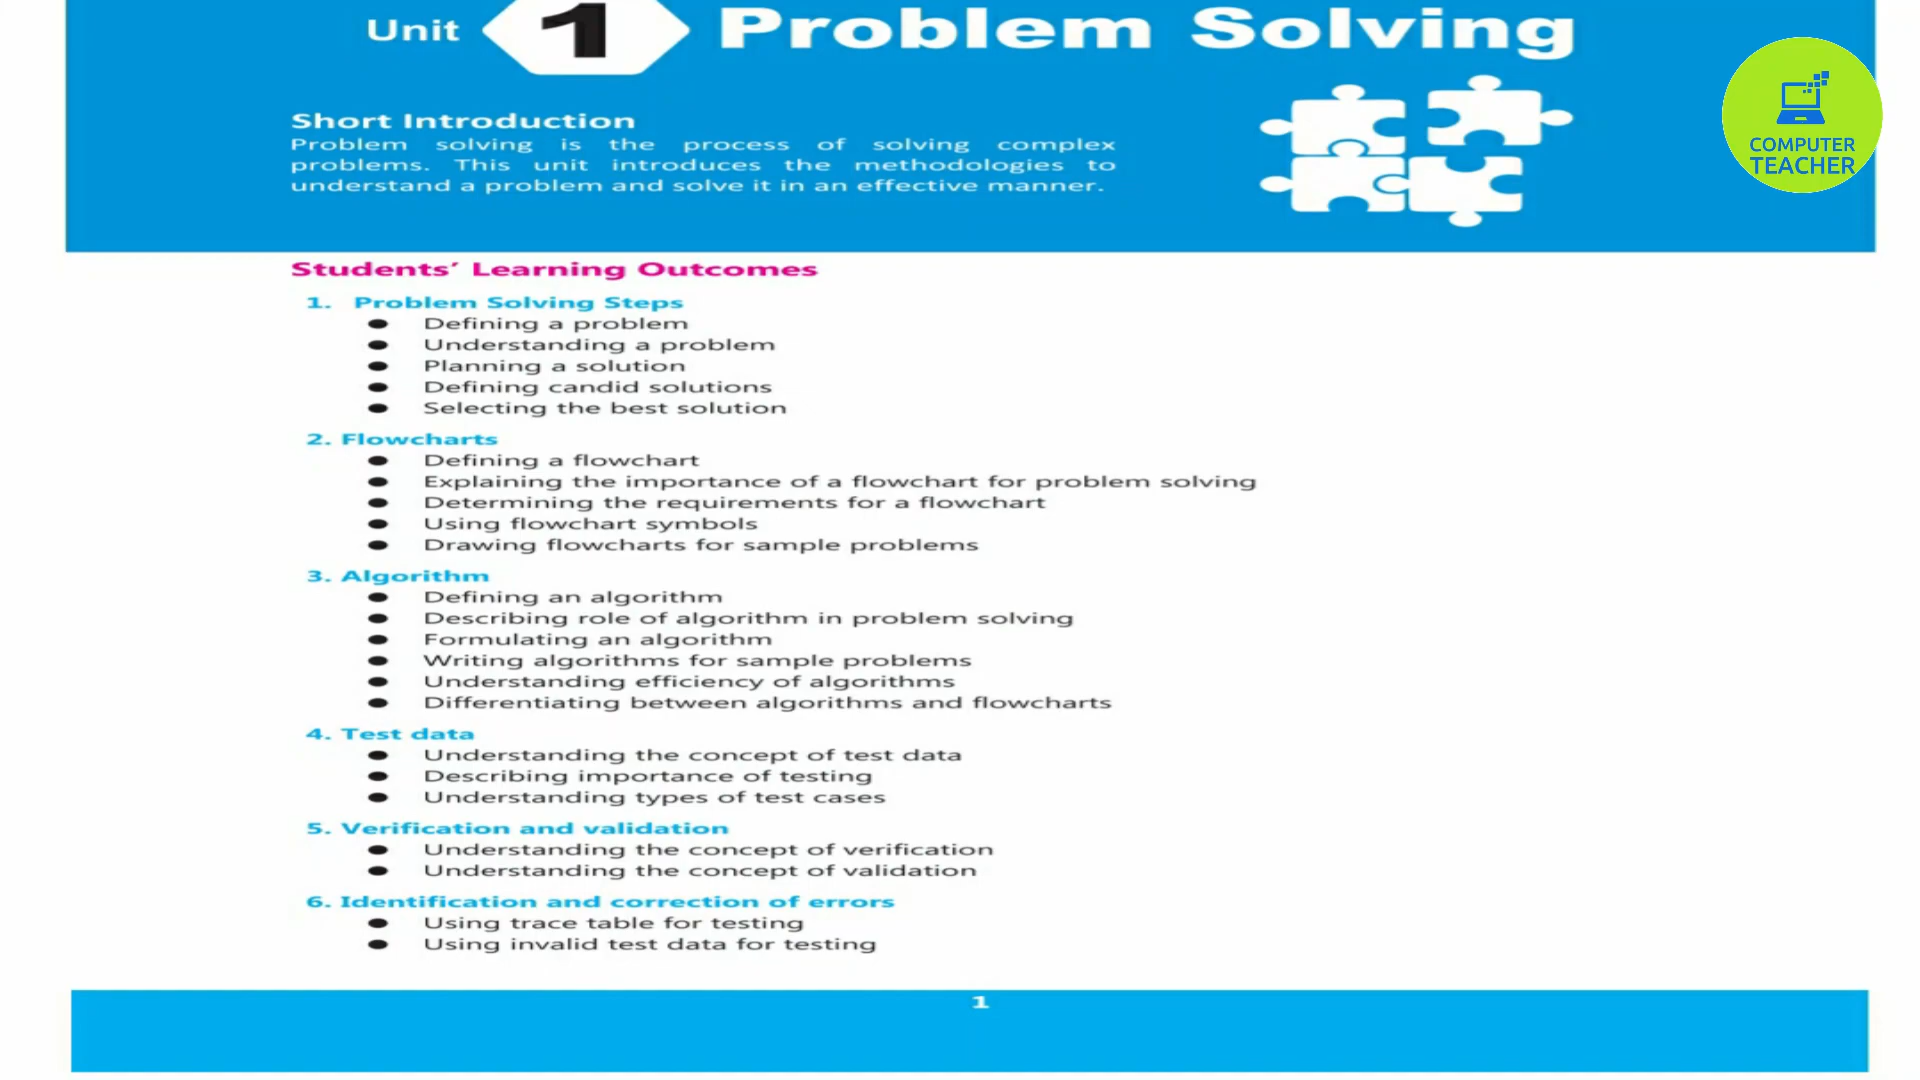 Unit 1 Problem Solving
Short Introduction
Problem solving is the process of solving complex
problems. This unit introduces the methodologies to
understand a problem and solve it in an effective manner.
COMPUTER
TEACHER
Students’ Learning Outcomes
1. Problem Solving Steps
● Defining a problem
● Understanding a problem
● Planning a solution
● Defining candid solutions
● Selecting the best solution
2. Flowcharts
● Defining a flowchart
● Explaining the importance of a flowchart for problem solving
● Determining the requirements for a flowchart
● Using flowchart symbols
● Drawing flowcharts for sample problems
3. Algorithm
● Defining an algorithm
● Describing role of algorithm in problem solving
● Formulating an algorithm
● Writing algorithms for sample problems
● Understanding efficiency of algorithms
● Differentiating between algorithms and flowcharts
4. Test data
● Understanding the concept of test data
● Describing importance of testing
● Understanding types of test cases
5. Verification and validation
● Understanding the concept of verification
● Understanding the concept of validation
6. Identification and correction of errors
● Using trace table for testing
● Using invalid test data for testing
1